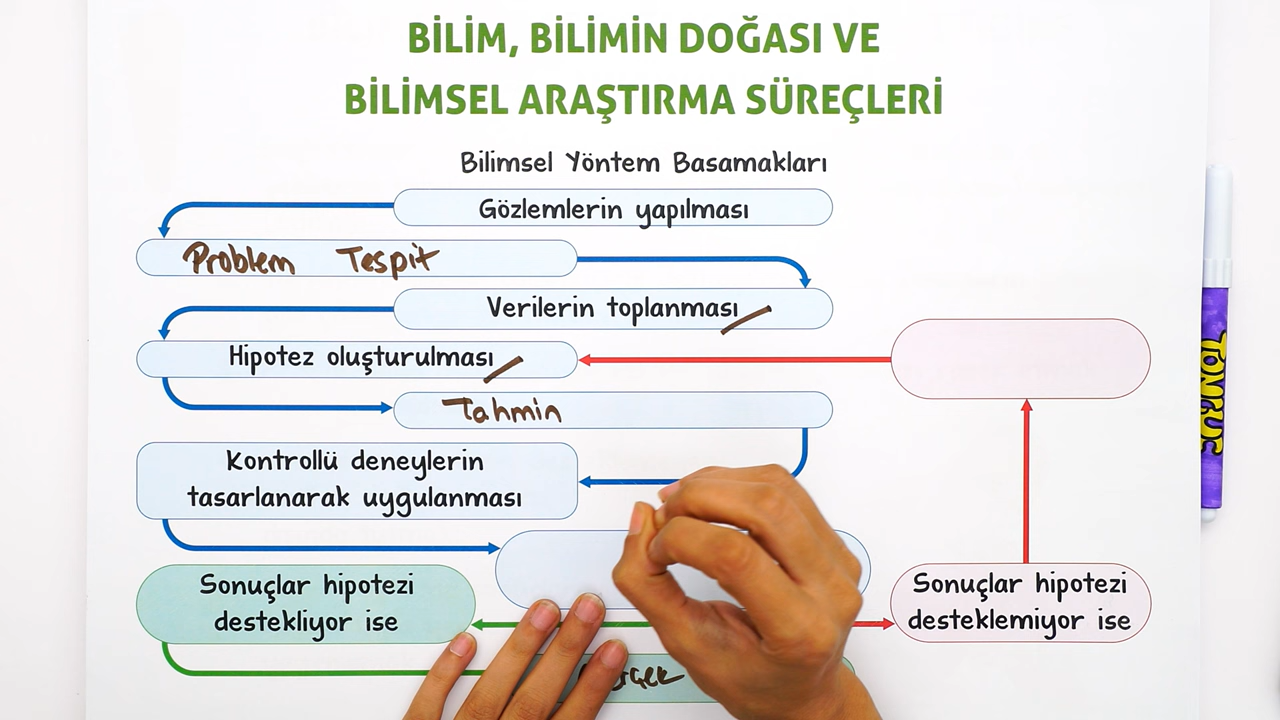 BİLİM, BİLİMİN DOĞASI VE
BİLİMSEL ARAŞTIRMA SÜREÇLERİ
Bilimsel Yöntem Basamakları
Gözlemlerin yapılması
Problem Tespit
Verilerin toplanması
Hipotez oluşturulması
Tahmin
Kontrollü deneylerin
tasarlanarak uygulanması
Sonuçlar hipotezi
destekliyor ise
Sonuçlar hipotezi
desteklemiyor ise
TOMBUL